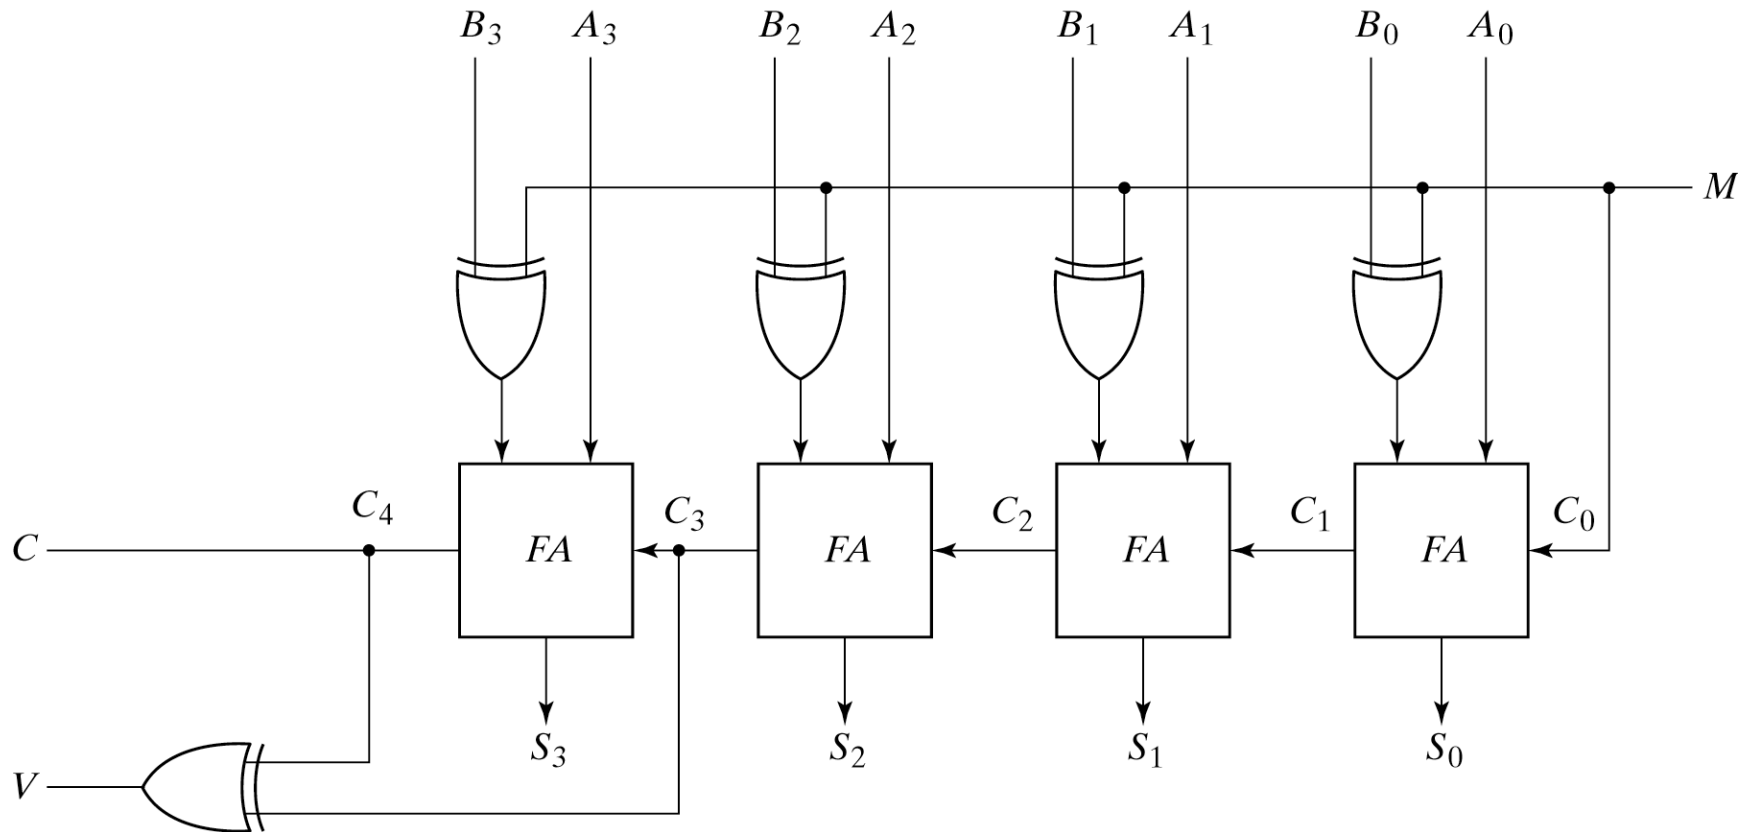 B₃ A₃ B₂ A₂ B₁ A₁ B₀ A₀
M
C₄ C₃ C₂ C₁ C₀
C FA FA FA FA
S₃ S₂ S₁ S₀
V